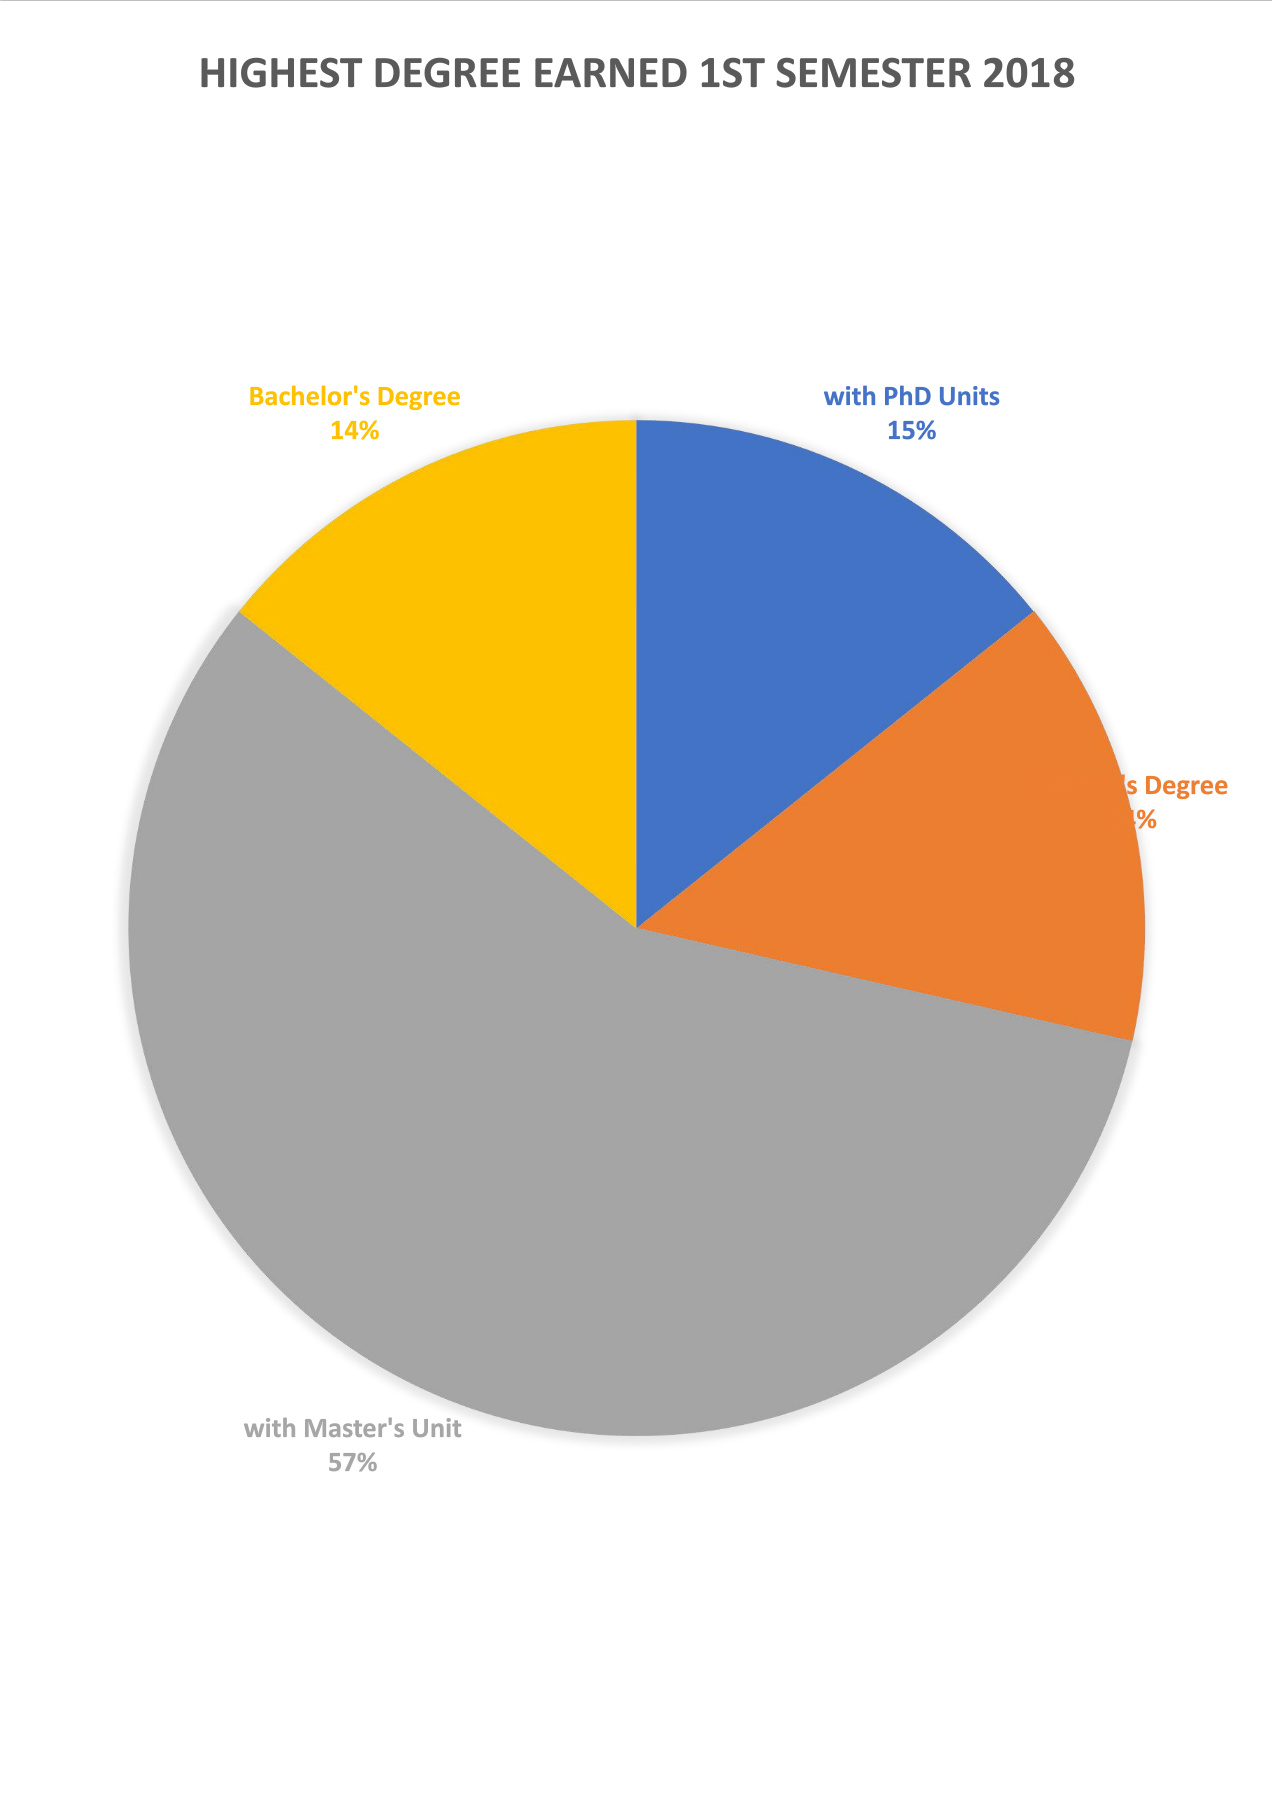 HIGHEST DEGREE EARNED 1ST SEMESTER 2018
Bachelor's Degree
14%
with PhD Units
15%
's Degree
%
with Master's Unit
57%